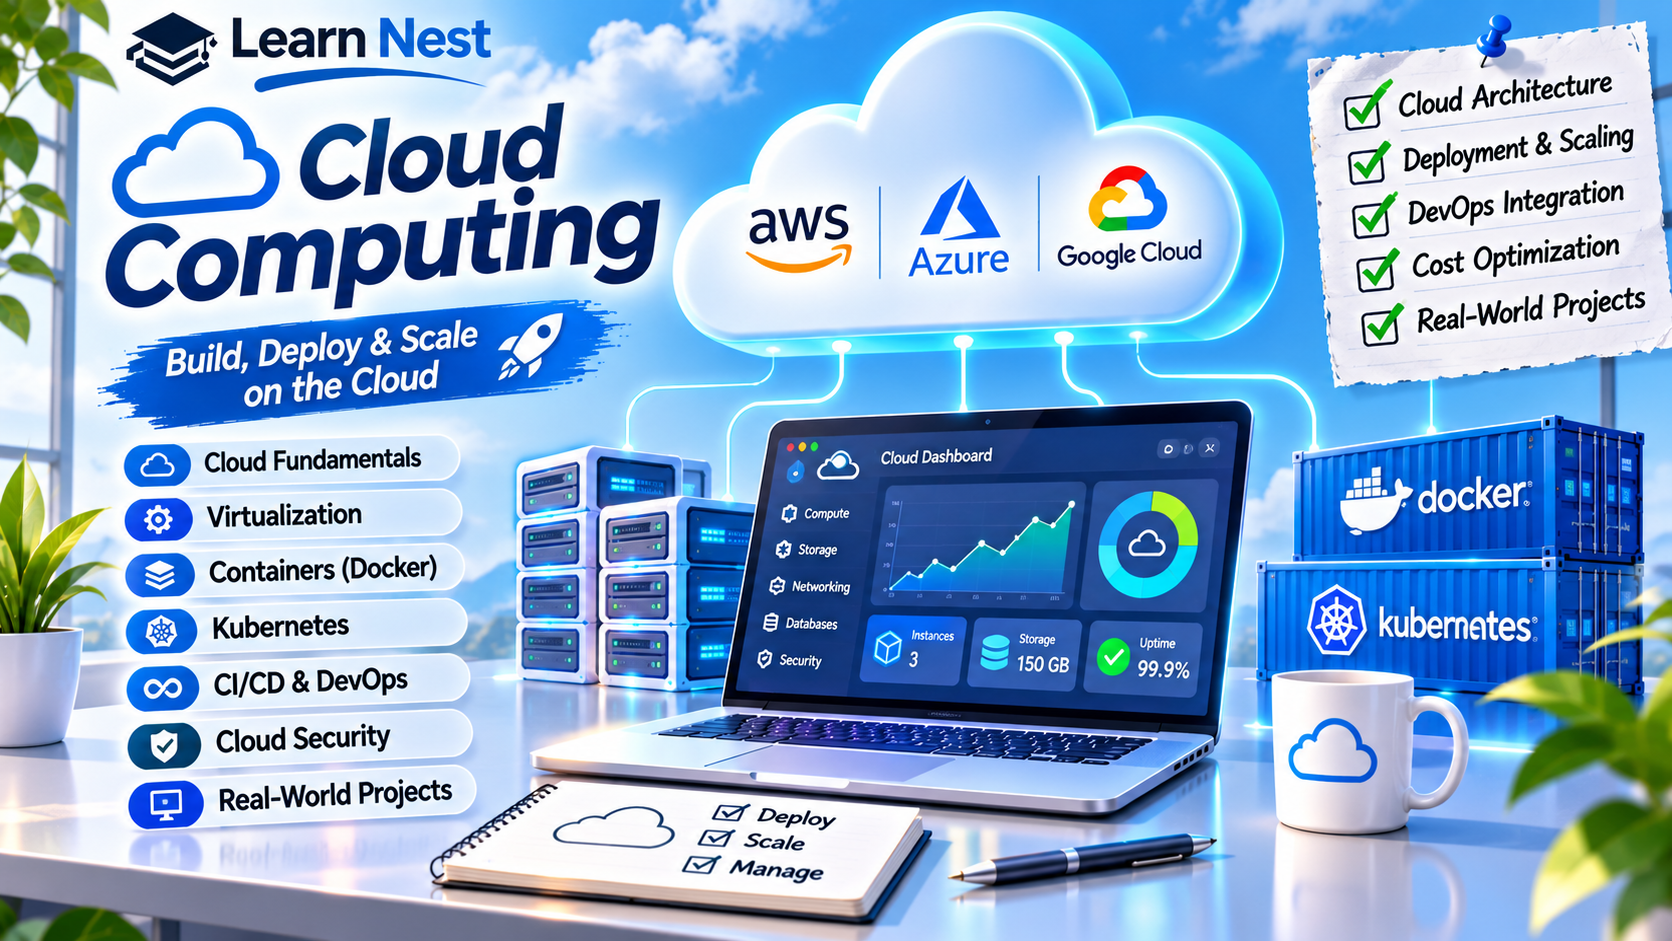 Learn Nest
Cloud
Computing
Build, Deploy & Scale
on the Cloud
Cloud Fundamentals
Virtualization
Containers (Docker)
Kubernetes
CI/CD & DevOps
Cloud Security
Real-World Projects
aws
Azure
Google Cloud
Cloud Architecture
Deployment & Scaling
DevOps Integration
Cost Optimization
Real-World Projects
Cloud Dashboard
Compute
Storage
Networking
Databases
Security
Instances
3
Storage
150 GB
Uptime
99.9%
docker
kubernetes
Deploy
Scale
Manage